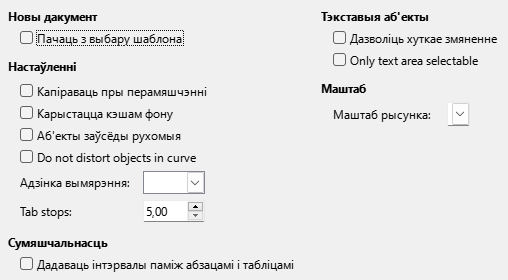 Новы дакумент
Пачаць з выбару шаблона
Настаўленні
Капіраваць пры перамяшчэнні
Карыстацца кэшам фону
Аб'екты заўсёды рухомыя
Do not distort objects in curve
Адзінка вымярэння:
Tab stops: 5,00
Сумяшчальнасць
Дадаваць інтэрвалы паміж абзацамі і табліцамі
Тэкставыя аб'екты
Дазволіць хуткае змяненне
Only text area selectable
Маштаб
Маштаб рысунка: